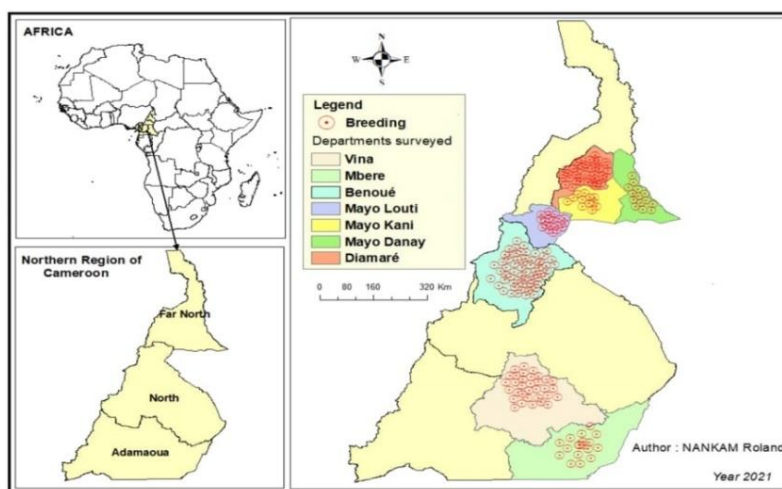 AFRICA
Northern Region of
Cameroon
Far North
North
Adamaoua
N
W E
S
Legend
Breeding
Departments surveyed
Vina
Mbere
Benoué
Mayo Louti
Mayo Kani
Mayo Danay
Diamaré
0 80 160 320 Km
Author : NANKAM Roland
Year 2021